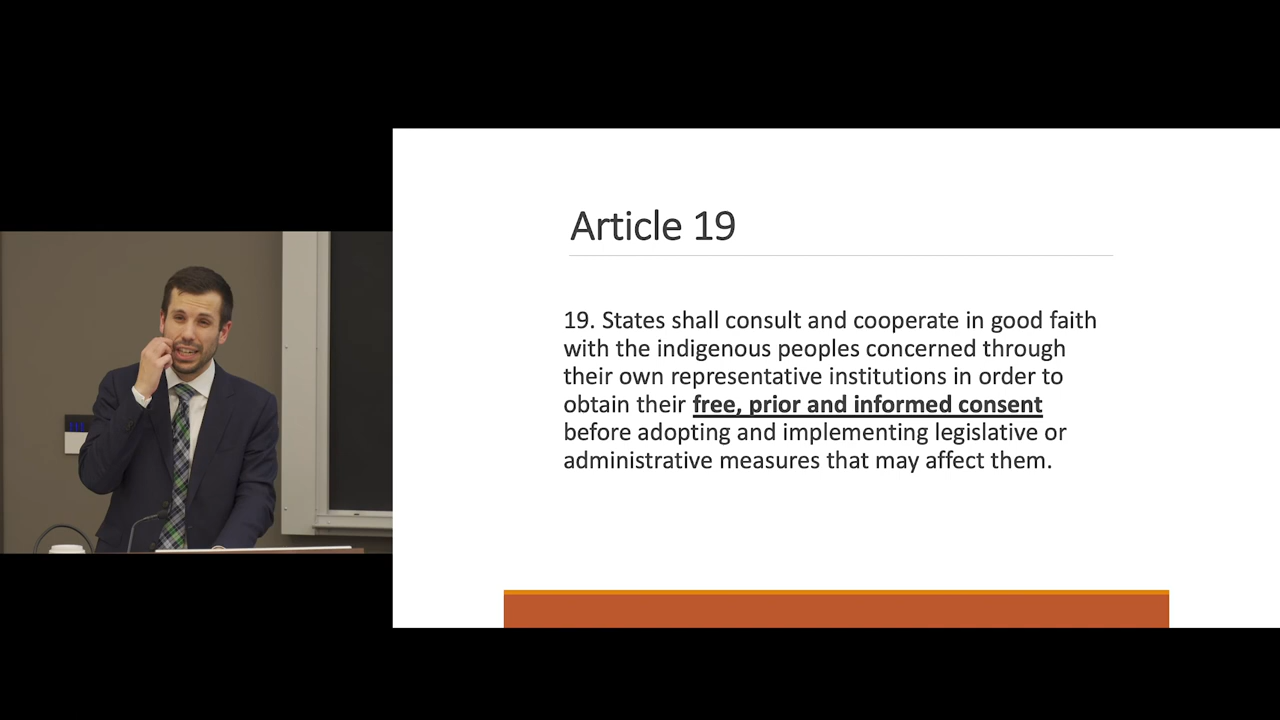 Article 19
19. States shall consult and cooperate in good faith
with the indigenous peoples concerned through
their own representative institutions in order to
obtain their free, prior and informed consent
before adopting and implementing legislative or
administrative measures that may affect them.